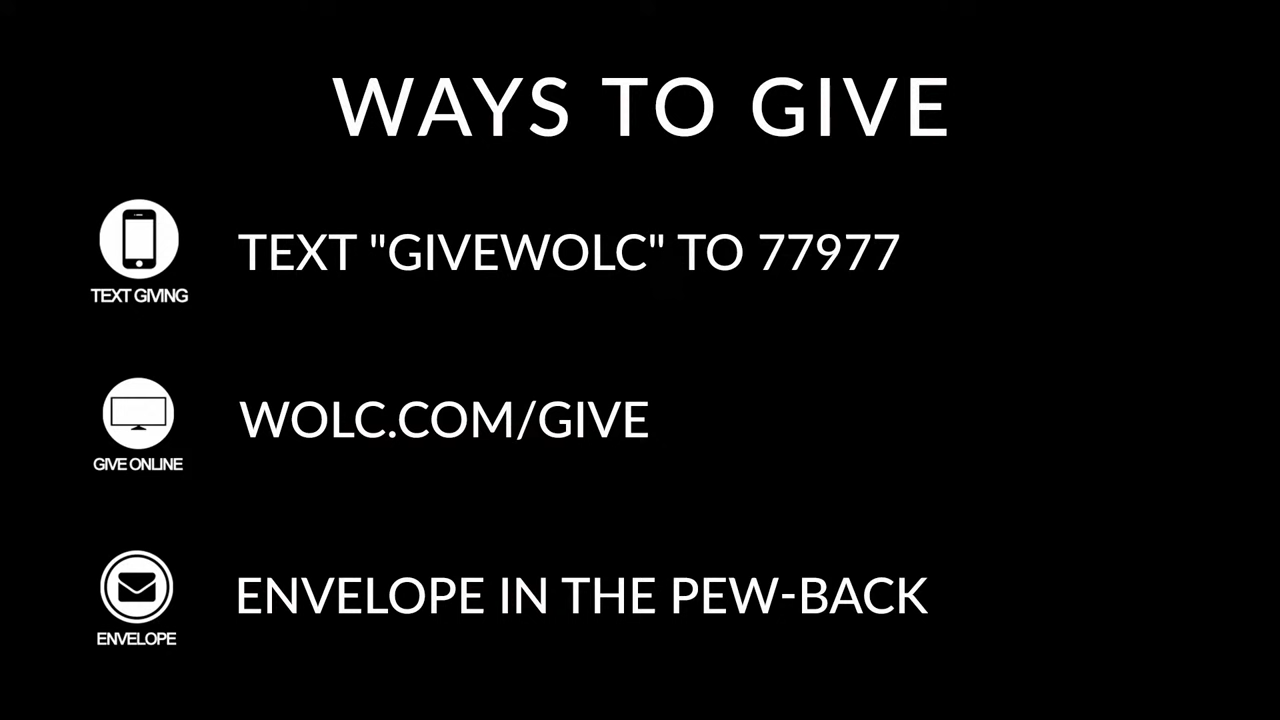 WAYS TO GIVE
TEXT "GIVEWOLC" TO 77977
TEXT GIVING
WOLC.COM/GIVE
GIVE ONLINE
ENVELOPE IN THE PEW-BACK
ENVELOPE